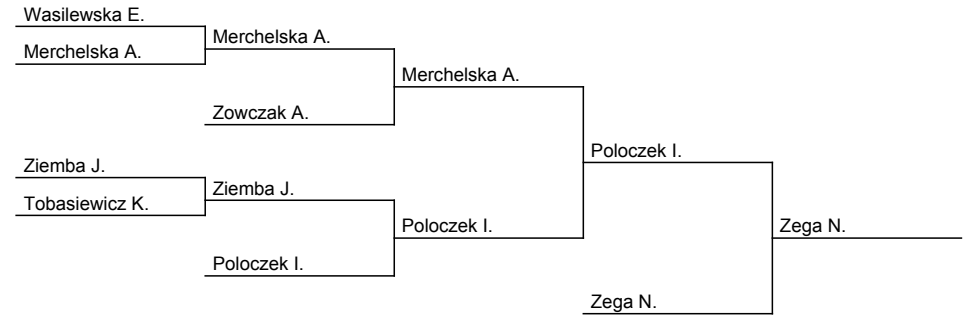 Wasilewska E.
Merchelska A.
Merchelska A.
Merchelska A.
Zowczak A.
Poloczek I.
Ziemba J.
Ziemba J.
Tobasiewicz K.
Poloczek I.
Zega N.
Poloczek I.
Zega N.